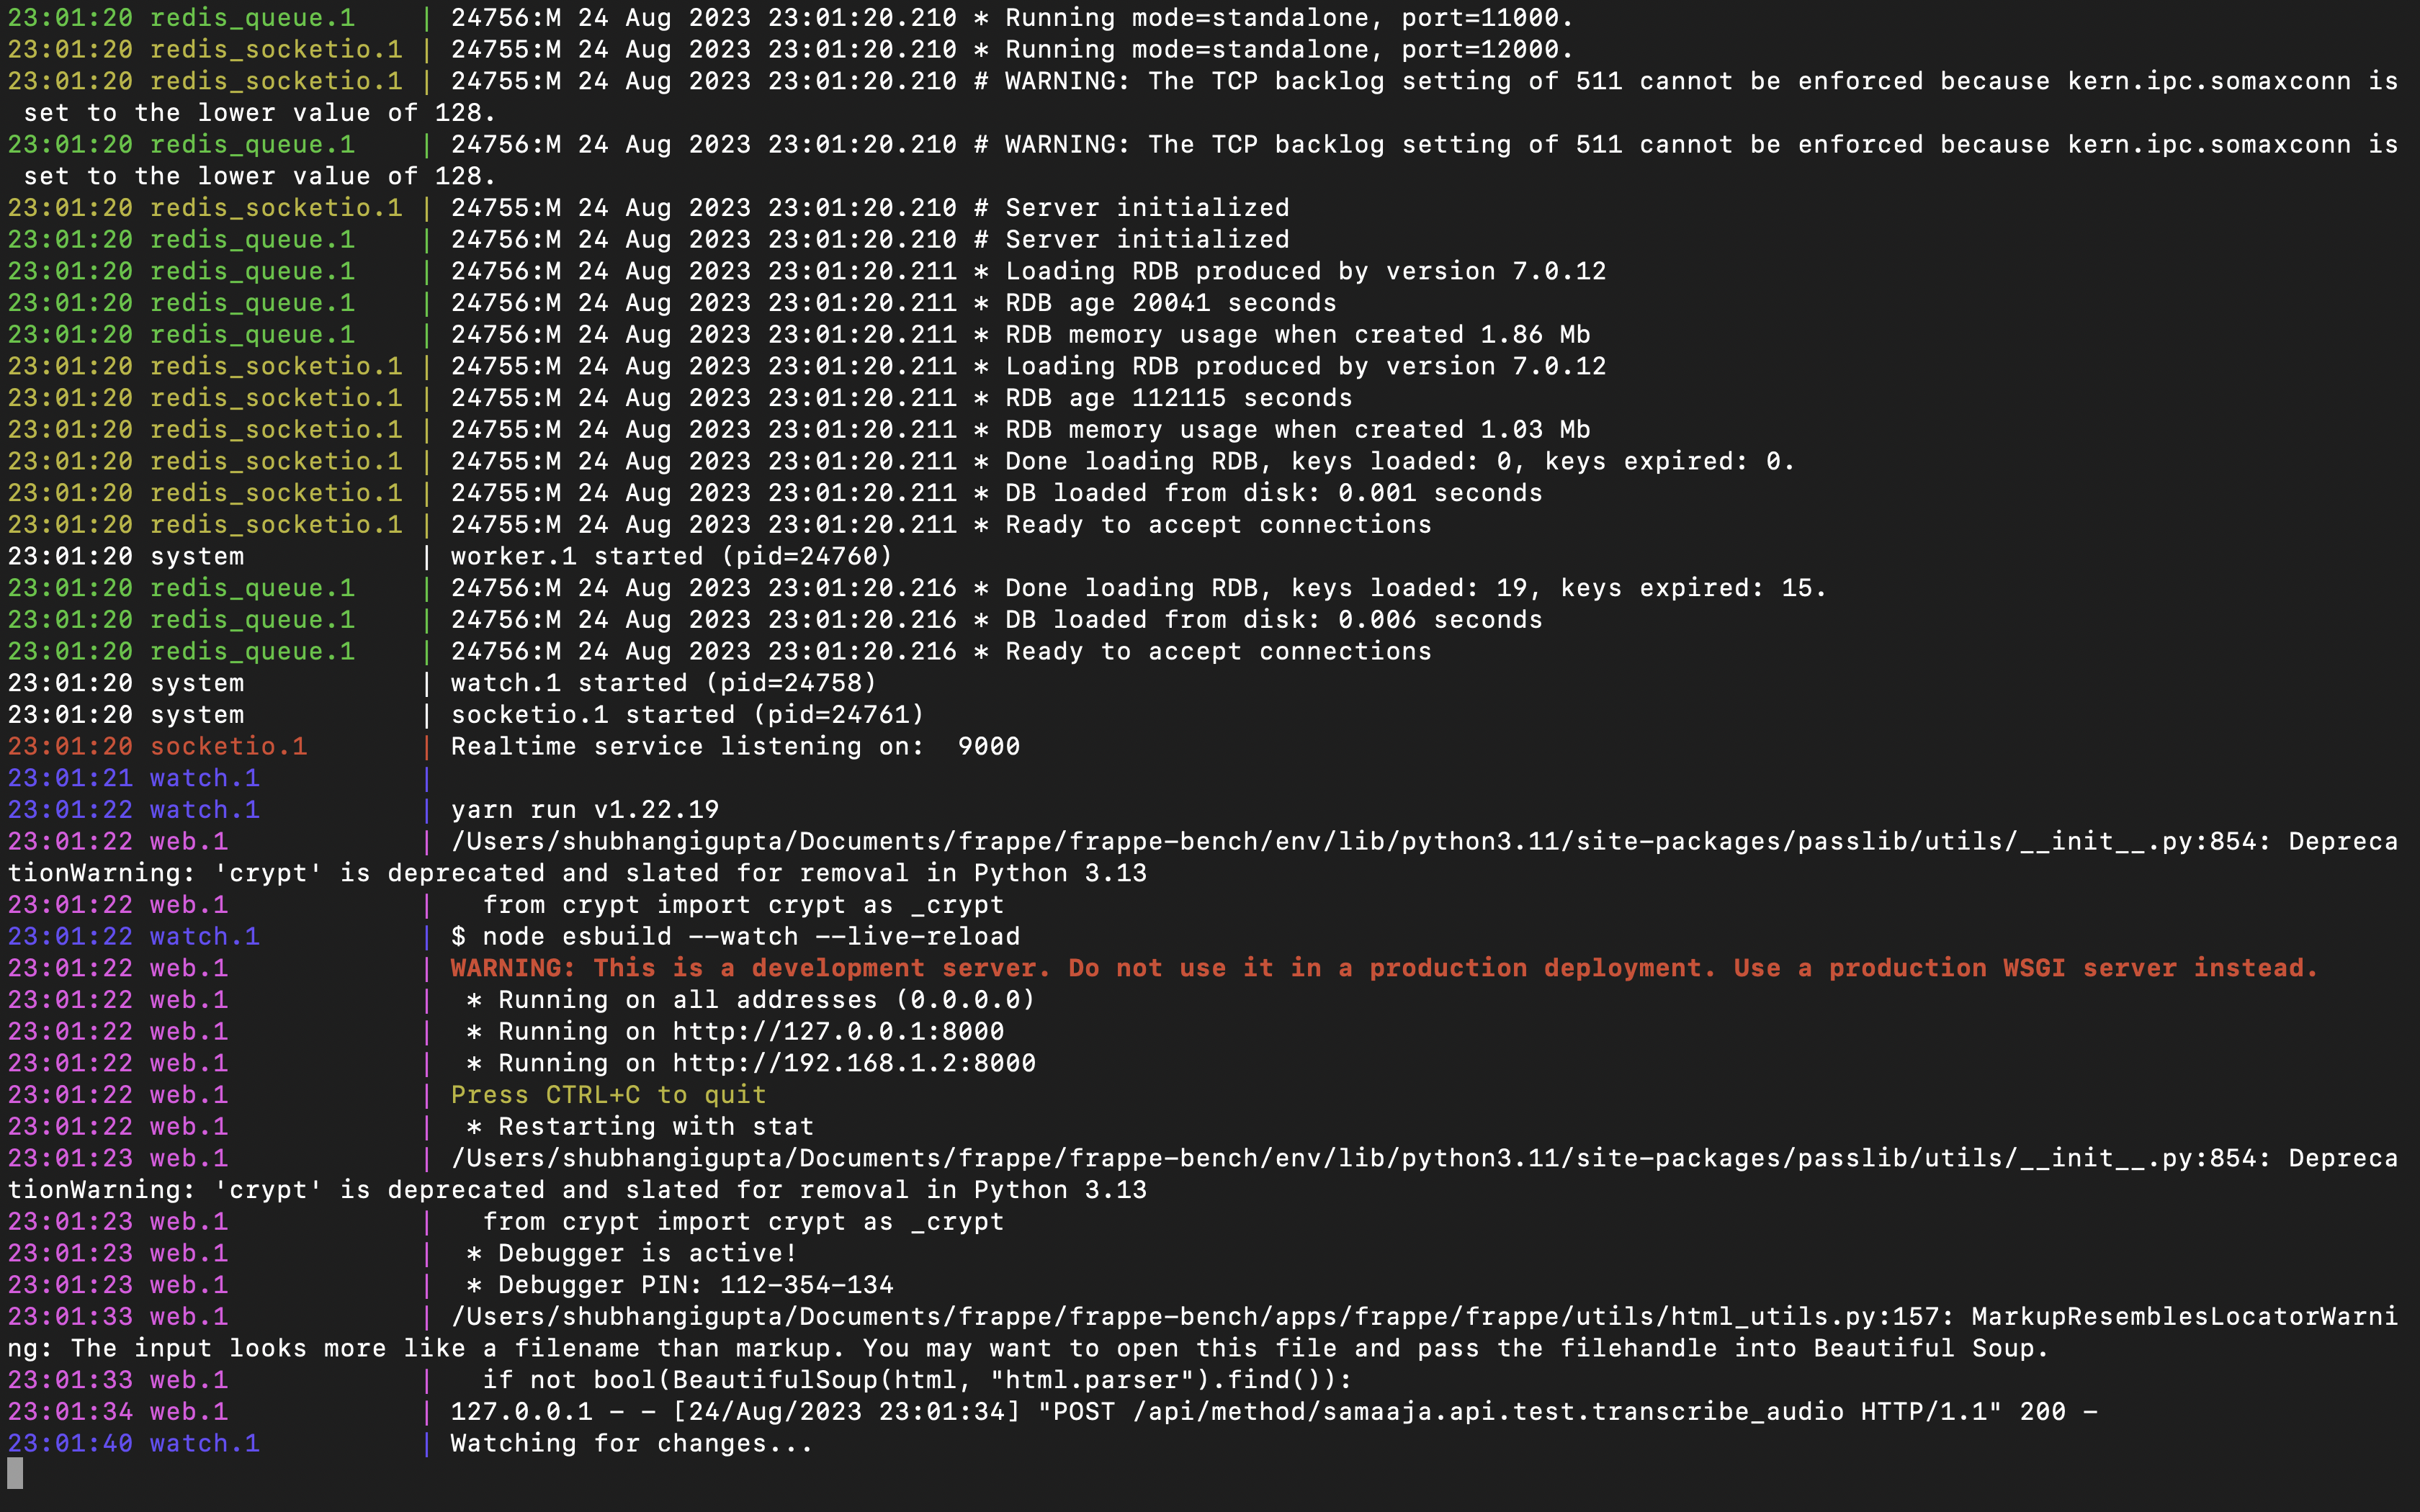 23:01:20 redis_queue.1    | 24756:M 24 Aug 2023 23:01:20.210 * Running mode=standalone, port=11000.
23:01:20 redis_socketio.1 | 24755:M 24 Aug 2023 23:01:20.210 * Running mode=standalone, port=12000.
23:01:20 redis_socketio.1 | 24755:M 24 Aug 2023 23:01:20.210 # WARNING: The TCP backlog setting of 511 cannot be enforced because kern.ipc.somaxconn is
 set to the lower value of 128.
23:01:20 redis_queue.1    | 24756:M 24 Aug 2023 23:01:20.210 # WARNING: The TCP backlog setting of 511 cannot be enforced because kern.ipc.somaxconn is
 set to the lower value of 128.
23:01:20 redis_socketio.1 | 24755:M 24 Aug 2023 23:01:20.210 # Server initialized
23:01:20 redis_queue.1    | 24756:M 24 Aug 2023 23:01:20.210 # Server initialized
23:01:20 redis_queue.1    | 24756:M 24 Aug 2023 23:01:20.211 * Loading RDB produced by version 7.0.12
23:01:20 redis_queue.1    | 24756:M 24 Aug 2023 23:01:20.211 * RDB age 20041 seconds
23:01:20 redis_queue.1    | 24756:M 24 Aug 2023 23:01:20.211 * RDB memory usage when created 1.86 Mb
23:01:20 redis_socketio.1 | 24755:M 24 Aug 2023 23:01:20.211 * Loading RDB produced by version 7.0.12
23:01:20 redis_socketio.1 | 24755:M 24 Aug 2023 23:01:20.211 * RDB age 112115 seconds
23:01:20 redis_socketio.1 | 24755:M 24 Aug 2023 23:01:20.211 * RDB memory usage when created 1.03 Mb
23:01:20 redis_socketio.1 | 24755:M 24 Aug 2023 23:01:20.211 * Done loading RDB, keys loaded: 0, keys expired: 0.
23:01:20 redis_socketio.1 | 24755:M 24 Aug 2023 23:01:20.211 * DB loaded from disk: 0.001 seconds
23:01:20 redis_socketio.1 | 24755:M 24 Aug 2023 23:01:20.211 * Ready to accept connections
23:01:20 system           | worker.1 started (pid=24760)
23:01:20 redis_queue.1    | 24756:M 24 Aug 2023 23:01:20.216 * Done loading RDB, keys loaded: 19, keys expired: 15.
23:01:20 redis_queue.1    | 24756:M 24 Aug 2023 23:01:20.216 * DB loaded from disk: 0.006 seconds
23:01:20 redis_queue.1    | 24756:M 24 Aug 2023 23:01:20.216 * Ready to accept connections
23:01:20 system           | watch.1 started (pid=24758)
23:01:20 system           | socketio.1 started (pid=24761)
23:01:20 socketio.1       | Realtime service listening on:  9000
23:01:21 watch.1          |
23:01:22 watch.1          | yarn run v1.22.19
23:01:22 web.1            | /Users/shubhangigupta/Documents/frappe/frappe-bench/env/lib/python3.11/site-packages/passlib/utils/__init__.py:854: Depreca
tionWarning: 'crypt' is deprecated and slated for removal in Python 3.13
23:01:22 web.1            |   from crypt import crypt as _crypt
23:01:22 watch.1          | $ node esbuild --watch --live-reload
23:01:22 web.1            | WARNING: This is a development server. Do not use it in a production deployment. Use a production WSGI server instead.
23:01:22 web.1            |  * Running on all addresses (0.0.0.0)
23:01:22 web.1            |  * Running on http://127.0.0.1:8000
23:01:22 web.1            |  * Running on http://192.168.1.2:8000
23:01:22 web.1            | Press CTRL+C to quit
23:01:22 web.1            |  * Restarting with stat
23:01:23 web.1            | /Users/shubhangigupta/Documents/frappe/frappe-bench/env/lib/python3.11/site-packages/passlib/utils/__init__.py:854: Depreca
tionWarning: 'crypt' is deprecated and slated for removal in Python 3.13
23:01:23 web.1            |   from crypt import crypt as _crypt
23:01:23 web.1            |  * Debugger is active!
23:01:23 web.1            |  * Debugger PIN: 112-354-134
23:01:33 web.1            | /Users/shubhangigupta/Documents/frappe/frappe-bench/apps/frappe/frappe/utils/html_utils.py:157: MarkupResemblesLocatorWarni
ng: The input looks more like a filename than markup. You may want to open this file and pass the filehandle into Beautiful Soup.
23:01:33 web.1            |   if not bool(BeautifulSoup(html, "html.parser").find()):
23:01:34 web.1            | 127.0.0.1 - - [24/Aug/2023 23:01:34] "POST /api/method/samaaja.api.test.transcribe_audio HTTP/1.1" 200 -
23:01:40 watch.1          | Watching for changes...